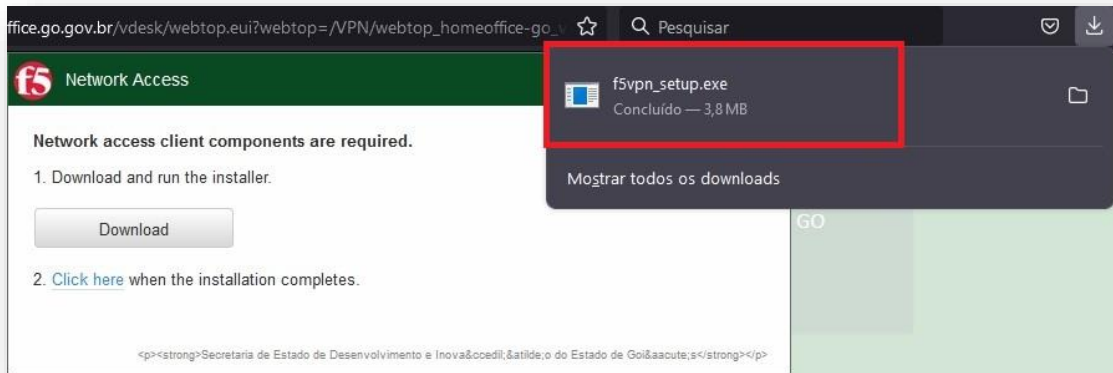 ffice.go.gov.br/vdesk/webtop.eui?webtop=/VPN/webtop_homeoffice-go_v
Pesquisar
f5 Network Access
f5vpn_setup.exe
Concluído — 3,8 MB
Mostrar todos os downloads
Network access client components are required.
1. Download and run the installer.
Download
2. Click here when the installation completes.
GO
<p><strong>Secretaria de Estado de Desenvolvimento e Inova&ccedil;&atilde;o do Estado de Goi&aacute;s</strong></p>